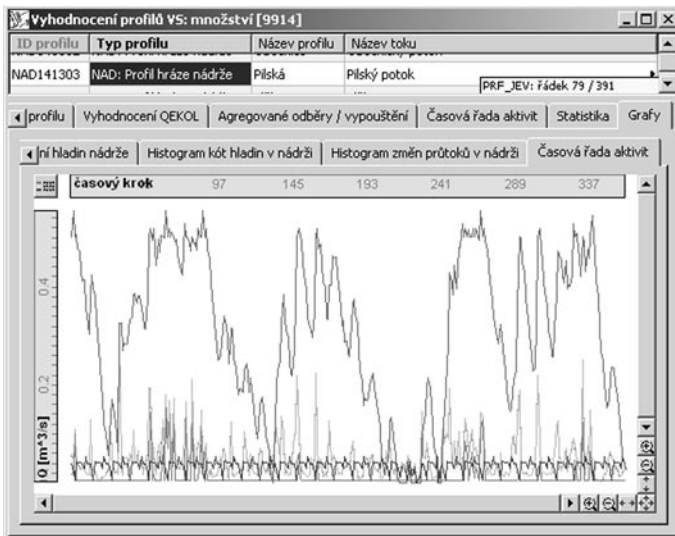 Vyhodnocení profilů VS: množství [9914]
ID profilu Typ profilu Název profilu Název toku
NAD141303 NAD: Profil hráze nádrže Pilská Pilský potok
PRF_JEV: řádek 79 / 391
profilu Vyhodnocení QEKOL Agregované odběry / vypouštění Časová řada aktivit Statistika Grafy
ní hladin nádrže Histogram kót hladin v nádrži Histogram změn průtoků v nádrži Časová řada aktivit
časový krok 97 145 193 241 289 337
0.4
0.2
Q [m^3/s]